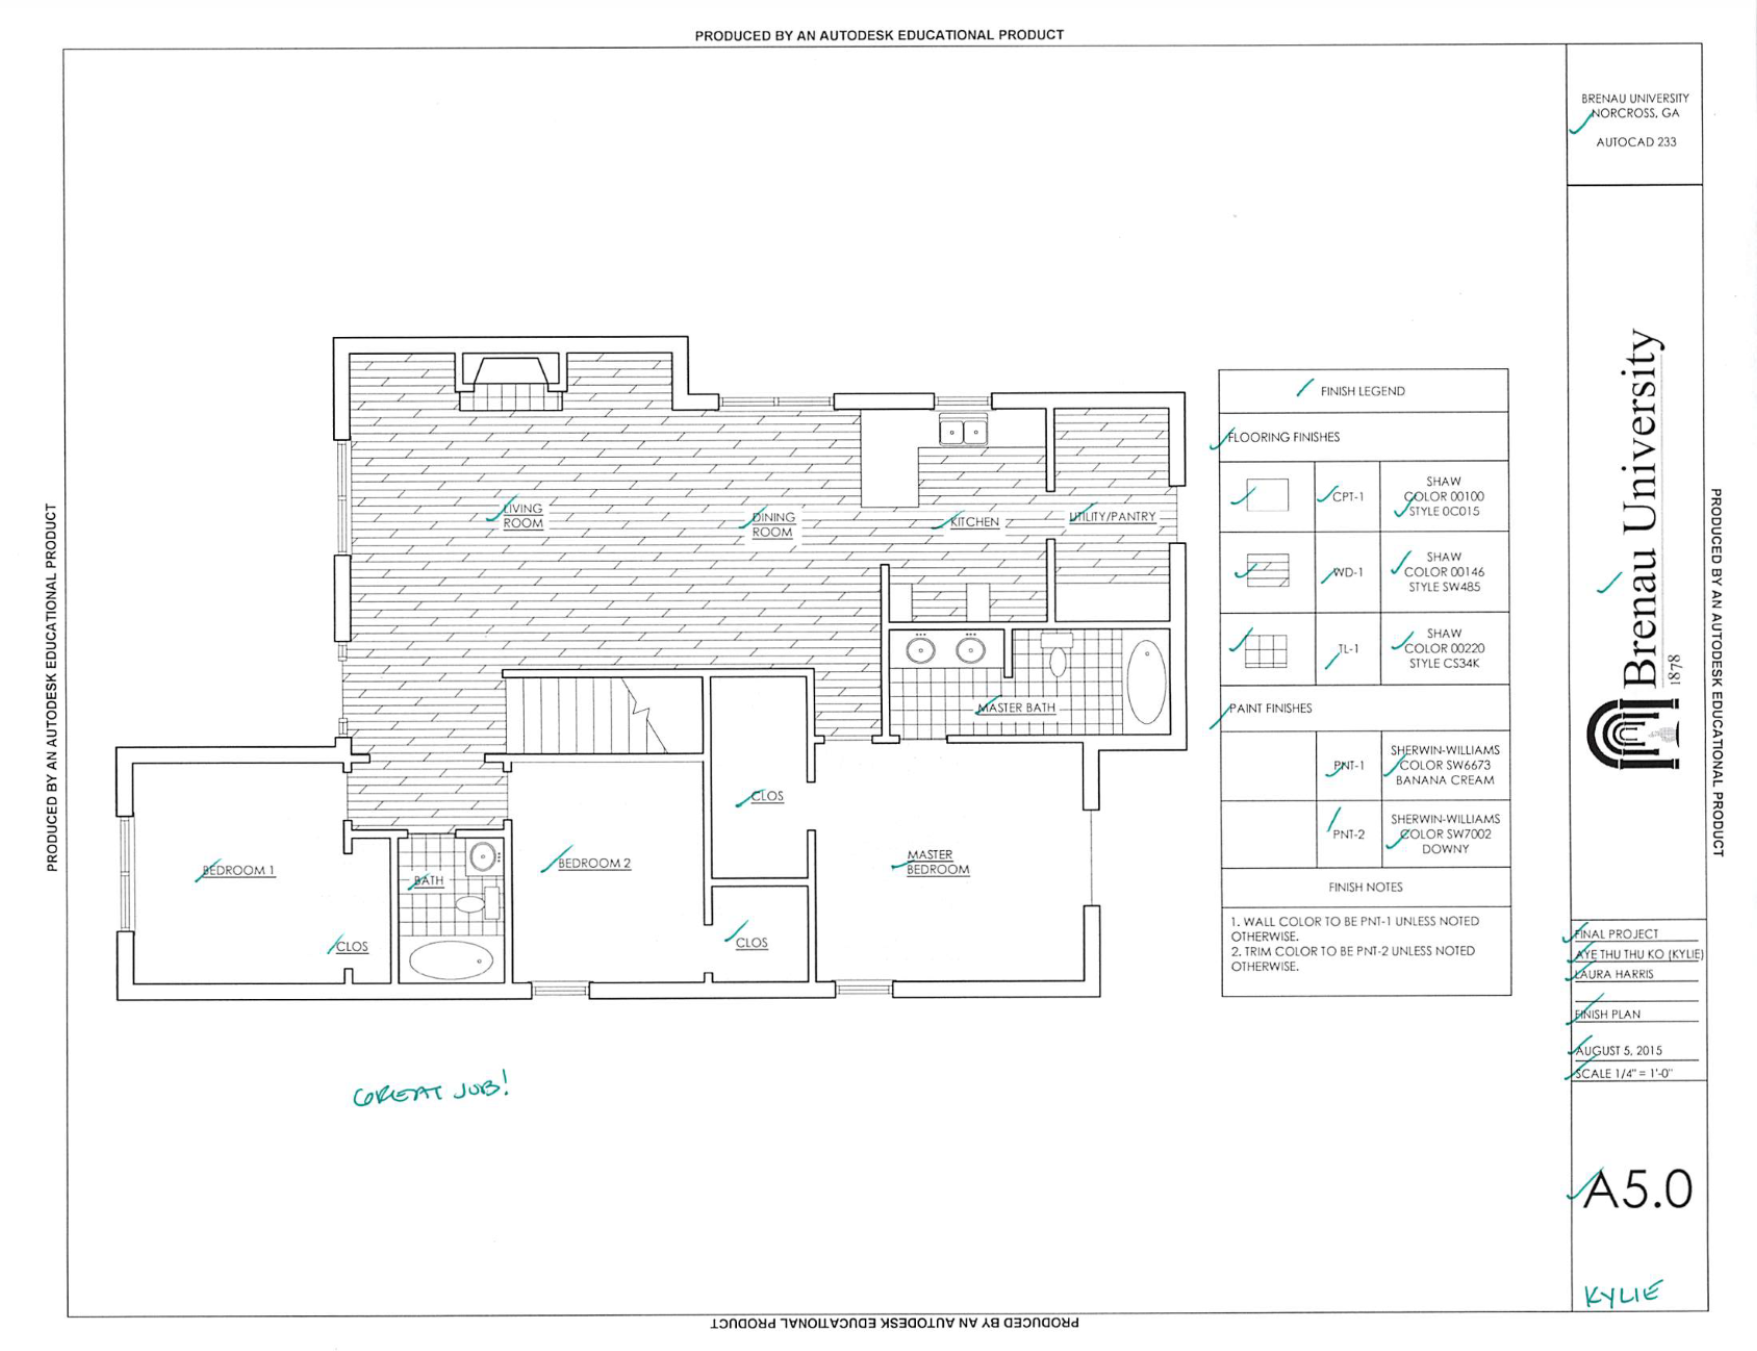 PRODUCED BY AN AUTODESK EDUCATIONAL PRODUCT
PRODUCED BY AN AUTODESK EDUCATIONAL PRODUCT
LIVING
ROOM
DINING
ROOM
KITCHEN
UTILITY/PANTRY
MASTER BATH
CLOS
BEDROOM 1
BATH
BEDROOM 2
MASTER
BEDROOM
CLOS
CLOS
GREAT JOB!
FINISH LEGEND
FLOORING FINISHES
CPT-1
SHAW
COLOR 00100
STYLE 0C015
WD-1
SHAW
COLOR 00146
STYLE SW485
TL-1
SHAW
COLOR 00220
STYLE CS34K
PAINT FINISHES
PNT-1
SHERWIN-WILLIAMS
COLOR SW6673
BANANA CREAM
PNT-2
SHERWIN-WILLIAMS
COLOR SW7002
DOWNY
FINISH NOTES
1. WALL COLOR TO BE PNT-1 UNLESS NOTED
OTHERWISE.
2. TRIM COLOR TO BE PNT-2 UNLESS NOTED
OTHERWISE.
BRENAU UNIVERSITY
NORCROSS, GA
AUTOCAD 233
Brenau University
1878
FINAL PROJECT
AYE THU THU KO (KYLIE)
LAURA HARRIS
FINISH PLAN
AUGUST 5, 2015
SCALE 1/4" = 1'-0"
A5.0
KYLIE
PRODUCED BY AN AUTODESK EDUCATIONAL PRODUCT
PRODUCED BY AN AUTODESK EDUCATIONAL PRODUCT